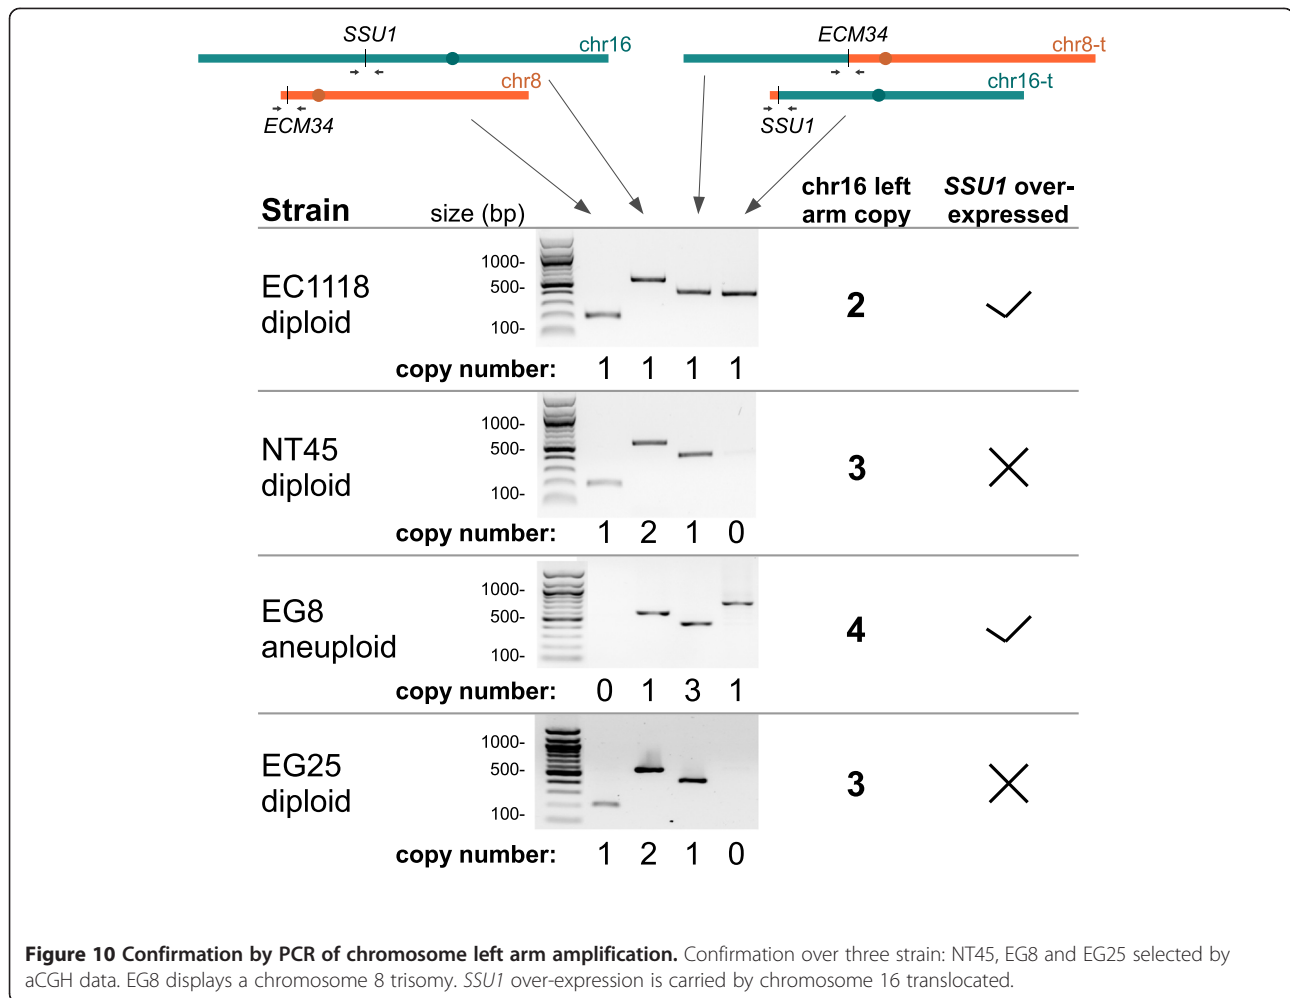 SSU1
chr16
chr8
ECM34
ECM34
chr8-t
chr16-t
SSU1
Strain
size (bp)
chr16 left
arm copy
SSU1 over-
expressed
EC1118
diploid
1000-
500-
100-
2
copy number: 1 1 1 1
NT45
diploid
1000-
500-
100-
3
copy number: 1 2 1 0
EG8
aneuploid
1000-
500-
100-
4
copy number: 0 1 3 1
EG25
diploid
1000-
500-
100-
3
copy number: 1 2 1 0
Figure 10 Confirmation by PCR of chromosome left arm amplification. Confirmation over three strain: NT45, EG8 and EG25 selected by
aCGH data. EG8 displays a chromosome 8 trisomy. SSU1 over-expression is carried by chromosome 16 translocated.